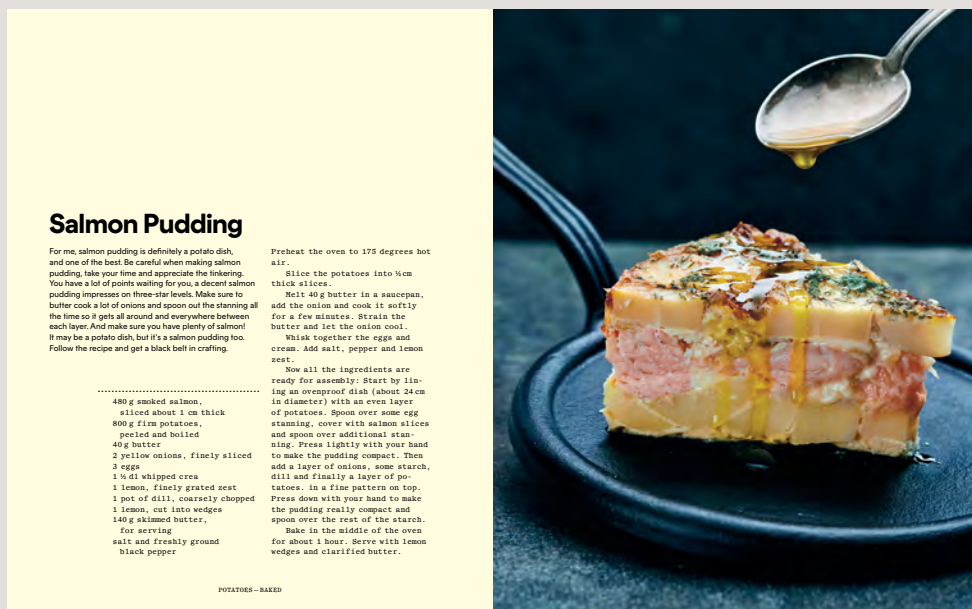 Salmon Pudding
For me, salmon pudding is definitely a potato dish,
and one of the best. Be careful when making salmon
pudding, take your time and appreciate the tinkering.
You have a lot of points waiting for you, a decent salmon
pudding impresses on three-star levels. Make sure to
butter cook a lot of onions and spoon out the stanning all
the time so it gets all around and everywhere between
each layer. And make sure you have plenty of salmon!
It may be a potato dish, but it's a salmon pudding too.
Follow the recipe and get a black belt in crafting.
480 g smoked salmon,
sliced about 1 cm thick
800 g firm potatoes,
peeled and boiled
40 g butter
2 yellow onions, finely sliced
3 eggs
1 ½ dl whipped crea
1 lemon, finely grated zest
1 pot of dill, coarsely chopped
1 lemon, cut into wedges
140 g skimmed butter,
for serving
salt and freshly ground
black pepper
Preheat the oven to 175 degrees hot
air.
Slice the potatoes into ½ cm
thick slices.
Melt 40 g butter in a saucepan,
add the onion and cook it softly
for a few minutes. Strain the
butter and let the onion cool.
Whisk together the eggs and
cream. Add salt, pepper and lemon
zest.
Now all the ingredients are
ready for assembly: Start by lin-
ing an ovenproof dish (about 24 cm
in diameter) with an even layer
of potatoes. Spoon over some egg
stanning, cover with salmon slices
and spoon over additional stan-
ning. Press lightly with your hand
to make the pudding compact. Then
add a layer of onions, some starch,
dill and finally a layer of po-
tatoes. in a fine pattern on top.
Press down with your hand to make
the pudding really compact and
spoon over the rest of the starch.
Bake in the middle of the oven
for about 1 hour. Serve with lemon
wedges and clarified butter.
POTATOES—BAKED